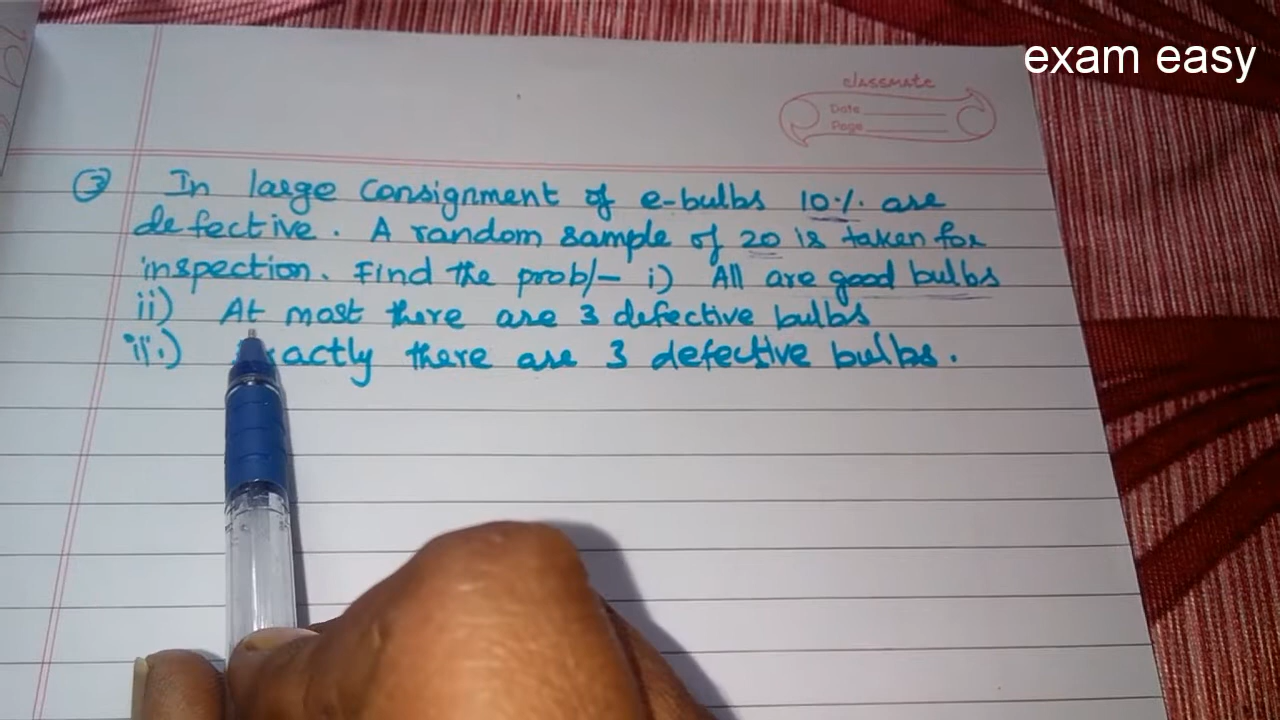 exam easy
classmate
Date
Page
③ In large consignment of e-bulbs 10% are
defective. A random sample of 20 is taken for
inspection. Find the prob/- i) All are good bulbs
ii) At most there are 3 defective bulbs
iii) there are 3 defective bulbs.